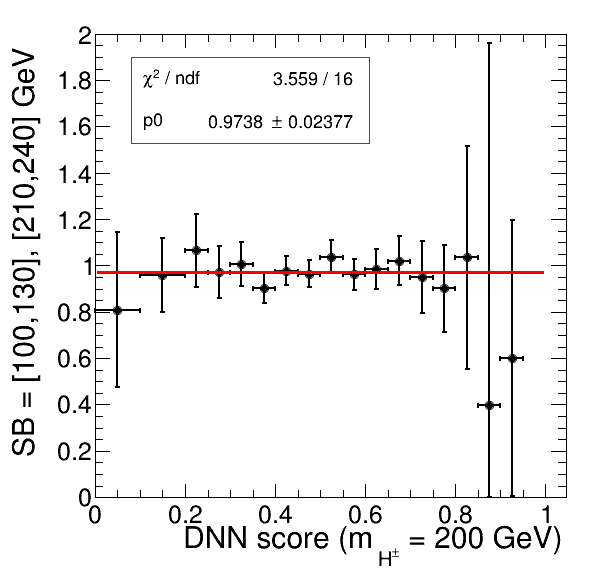 SB = [100,130], [210,240] GeV
2
1.8
1.6
1.4
1.2
1
0.8
0.6
0.4
0.2
0
χ² / ndf 3.559 / 16
p0 0.9738 ± 0.02377
0 0.2 0.4 0.6 0.8 1
DNN score (m_H± = 200 GeV)